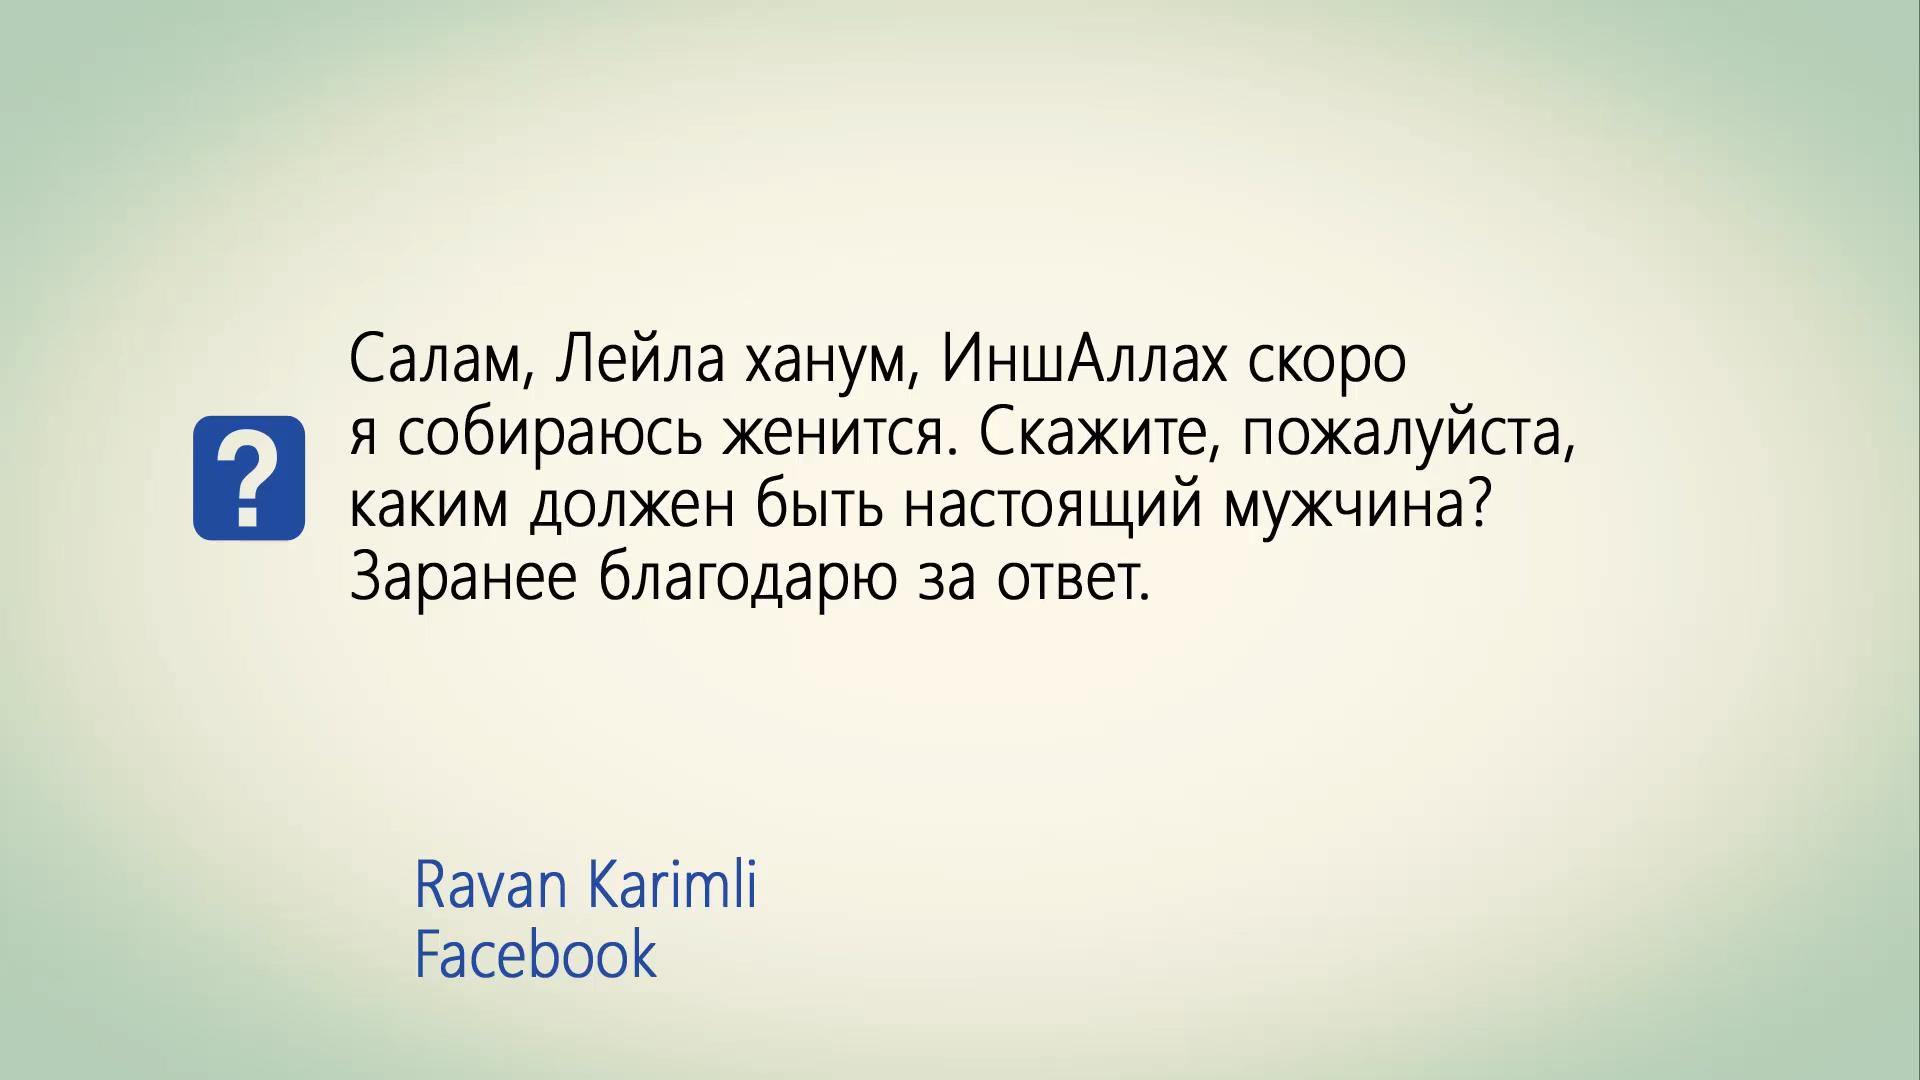 Салам, Лейла ханум, ИншАллах скоро
я собираюсь женится. Скажите, пожалуйста,
каким должен быть настоящий мужчина?
Заранее благодарю за ответ.
?
Ravan Karimli
Facebook